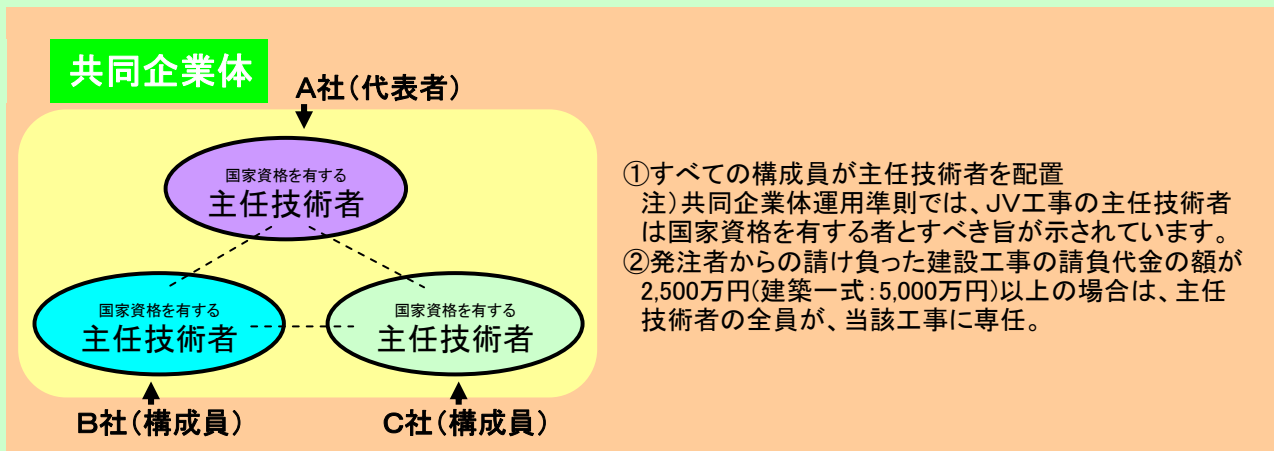 共同企業体
A社(代表者)
国家資格を有する
主任技術者
国家資格を有する
主任技術者
国家資格を有する
主任技術者
B社(構成員)
C社(構成員)
①すべての構成員が主任技術者を配置
注)共同企業体運用準則では、JV工事の主任技術者
は国家資格を有する者とすべき旨が示されています。
②発注者からの請け負った建設工事の請負代金の額が
2,500万円(建築一式:5,000万円)以上の場合は、主任
技術者の全員が、当該工事に専任。